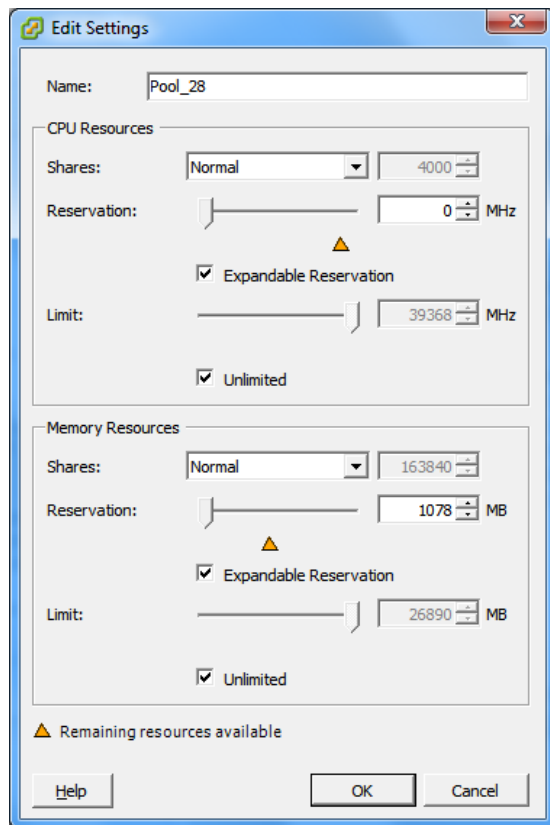 Edit Settings
Name: Pool_28
CPU Resources
Shares: Normal 4000
Reservation: 0 MHz
Expandable Reservation
Limit: 39368 MHz
Unlimited
Memory Resources
Shares: Normal 163840
Reservation: 1078 MB
Expandable Reservation
Limit: 26890 MB
Unlimited
Remaining resources available
Help OK Cancel